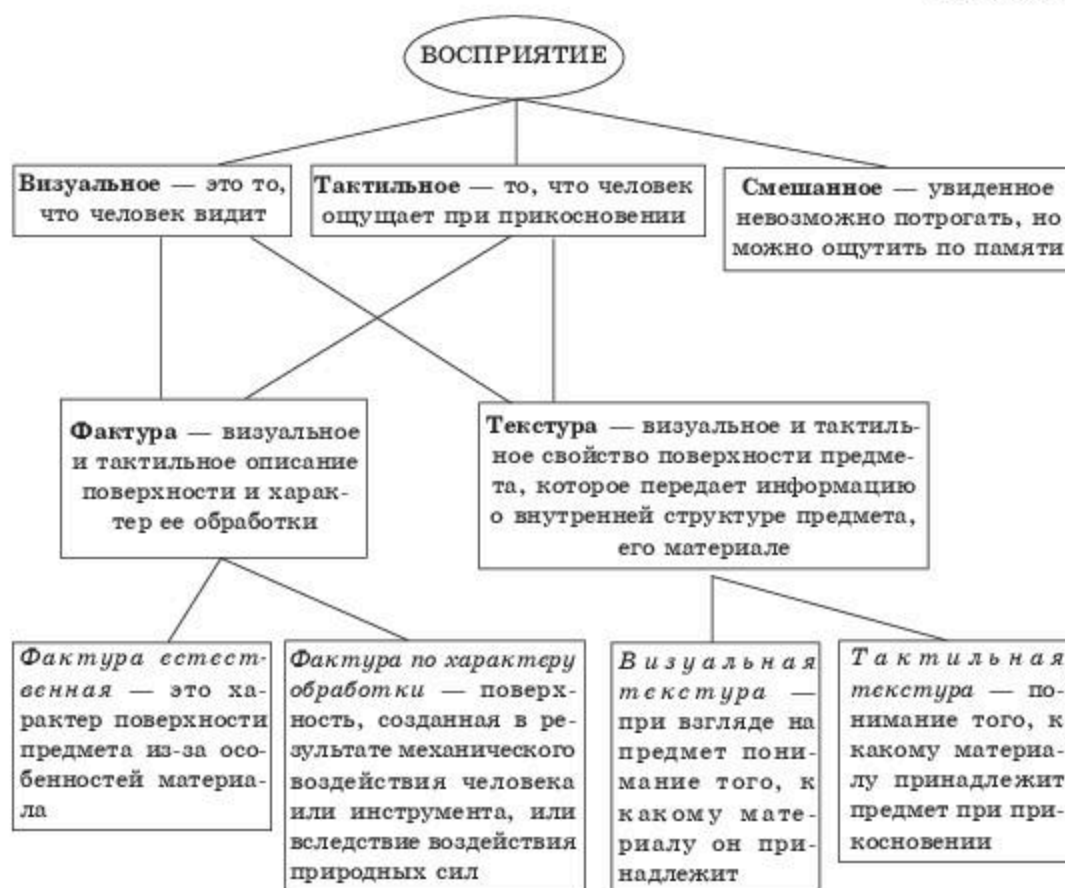 ВОСПРИЯТИЕ
Визуальное — это то,
что человек видит
Тактильное — то, что человек
ощущает при прикосновении
Смешанное — увиденное
невозможно потрогать, но
можно ощутить по памяти
Фактура — визуальное
и тактильное описание
поверхности и харак-
тер ее обработки
Текстура — визуальное и тактиль-
ное свойство поверхности предме-
та, которое передает информацию
о внутренней структуре предмета,
его материале
Фактура естест-
венная — это ха-
рактер поверхности
предмета из-за осо-
бенностей материа-
ла
Фактура по характеру
обработки — поверх-
ность, созданная в ре-
зультате механического
воздействия человека
или инструмента, или
вследствие воздействия
природных сил
Визуальная
текстура —
при взгляде на
предмет пони-
мание того, к
какому мате-
риалу он при-
надлежит
Тактильная
текстура — по-
нимание того, к
какому материа-
лу принадлежит
предмет при при-
косновении